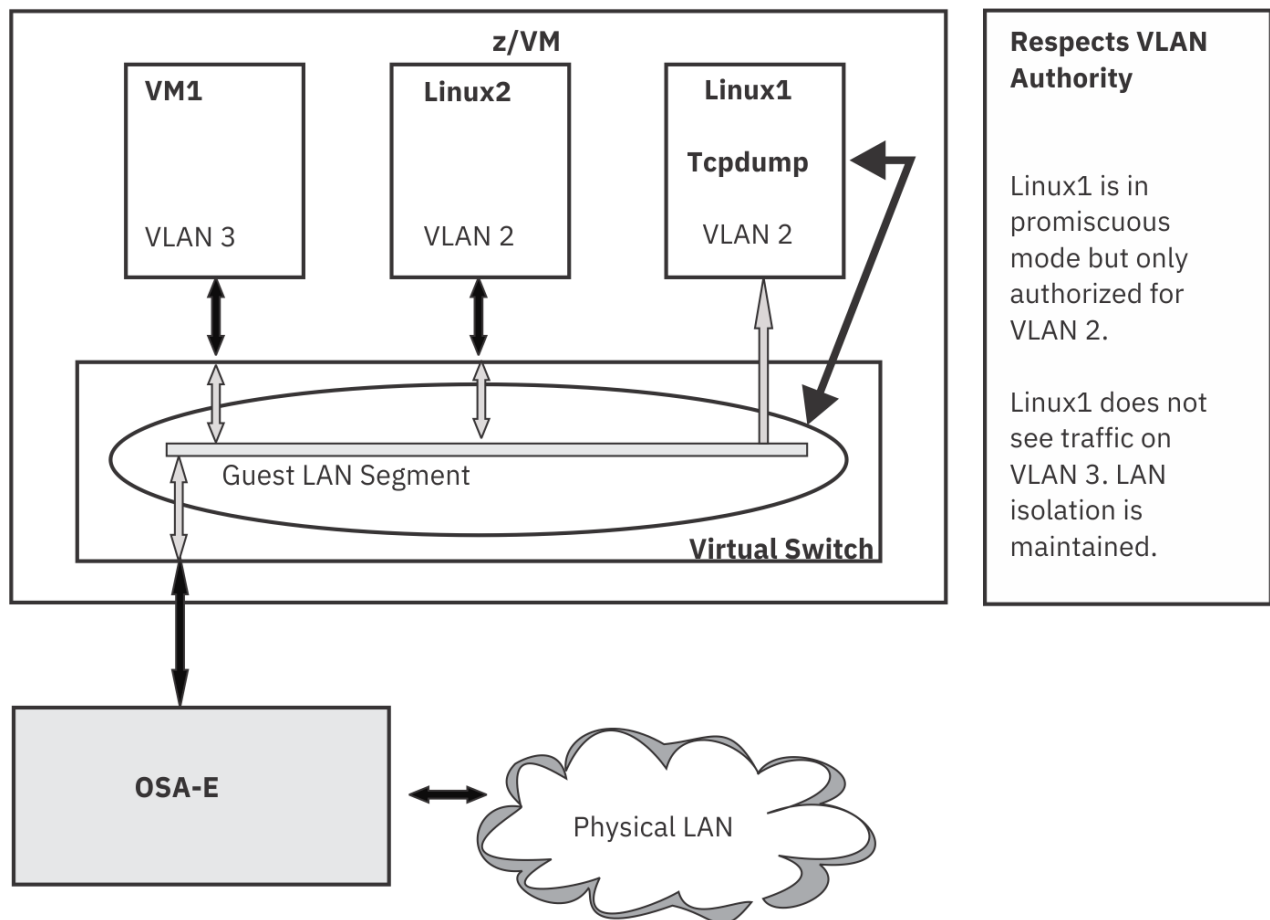 z/VM
VM1
VLAN 3
Linux2
VLAN 2
Linux1
Tcpdump
VLAN 2
Guest LAN Segment
Virtual Switch
OSA-E
Physical LAN
Respects VLAN
Authority
Linux1 is in
promiscuous
mode but only
authorized for
VLAN 2.
Linux1 does not
see traffic on
VLAN 3. LAN
isolation is
maintained.